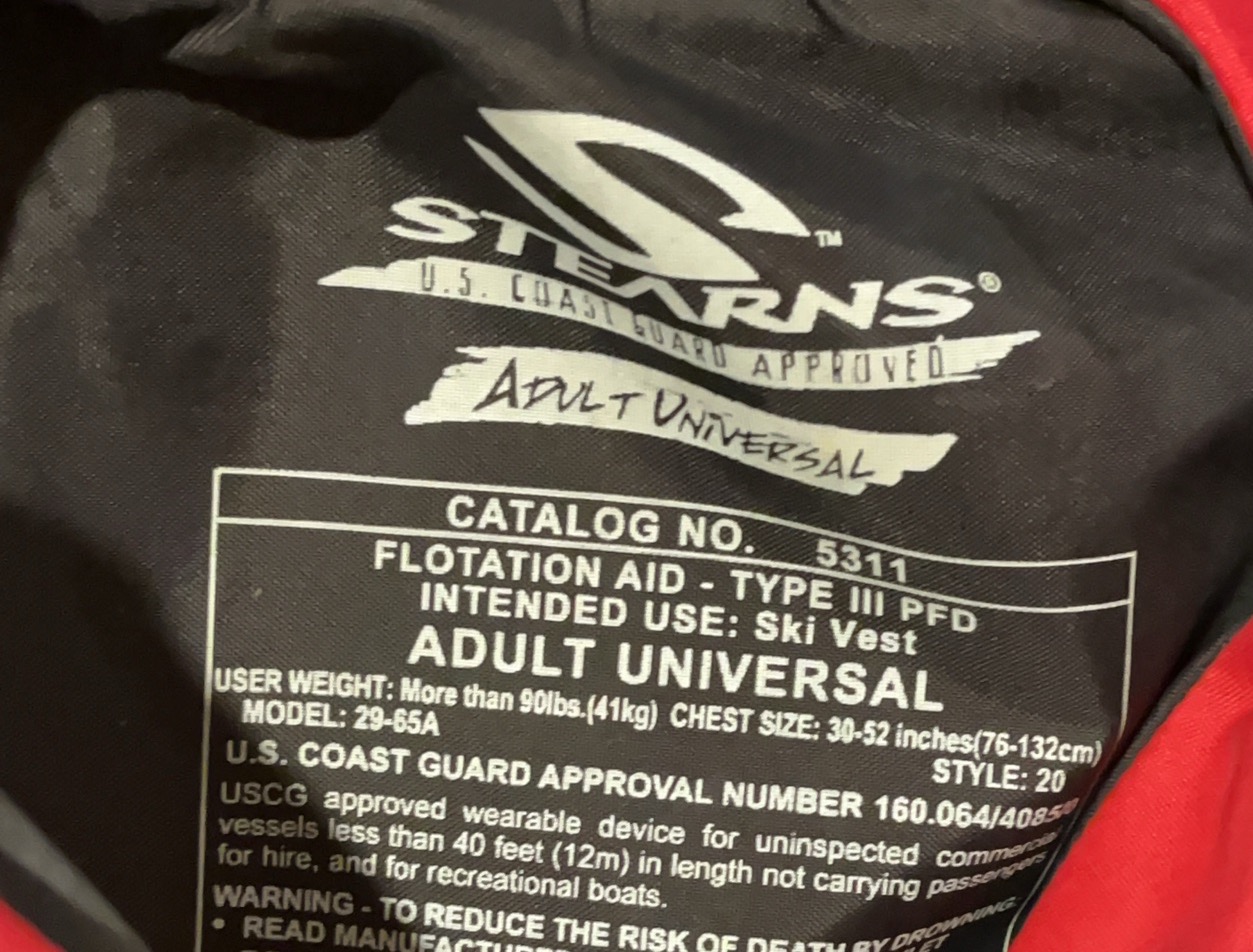 ™
STEARNS®
U.S. COAST GUARD APPROVED
ADULT UNIVERSAL
CATALOG NO. 5311
FLOTATION AID - TYPE III PFD
INTENDED USE: Ski Vest
ADULT UNIVERSAL
USER WEIGHT: More than 90lbs.(41kg) CHEST SIZE: 30-52 inches(76-132cm)
MODEL: 29-65A STYLE: 20
U.S. COAST GUARD APPROVAL NUMBER
USCG approved wearable device for uninspected commercial
vessels less than 40 feet (12m) in length not carrying passengers
for hire, and for recreational boats.
WARNING - TO REDUCE THE RISK OF DEATH BY DROWNING
• READ